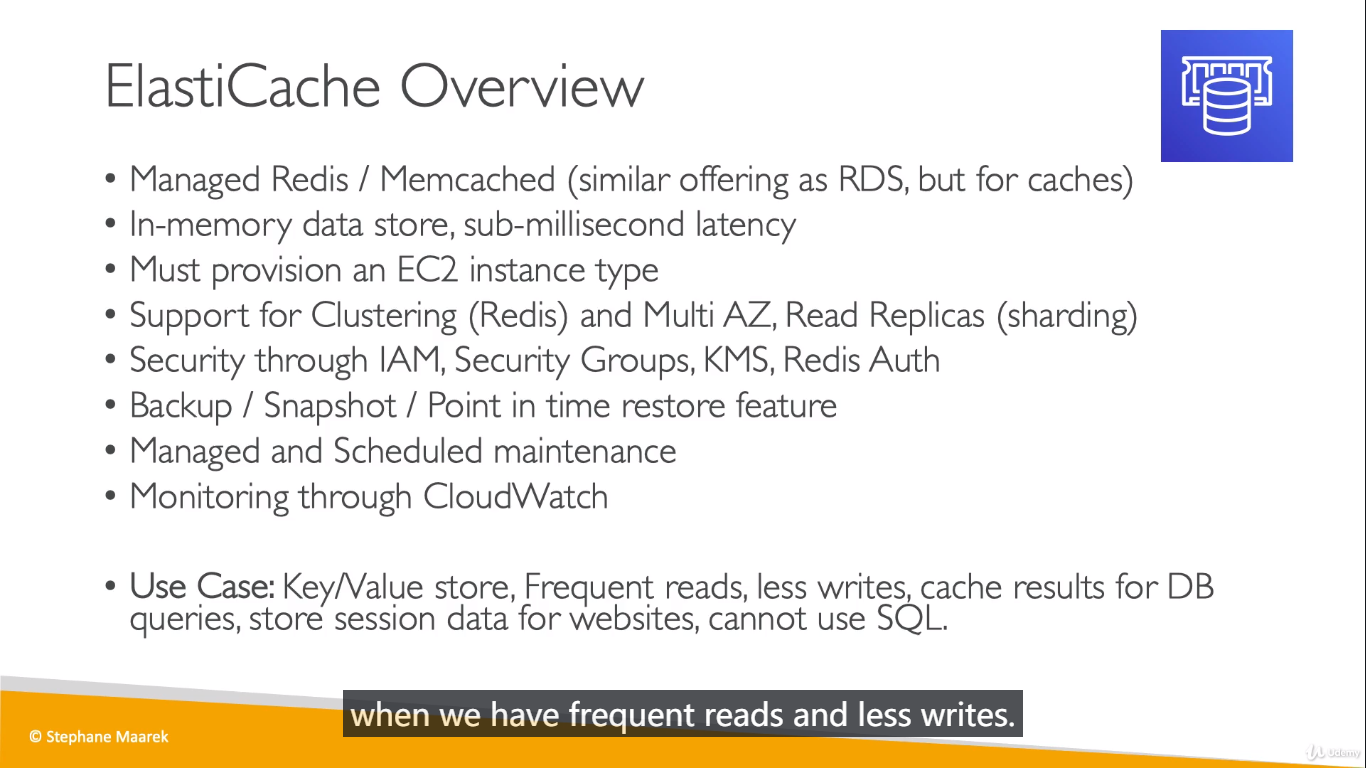 ElastiCache Overview
• Managed Redis / Memcached (similar offering as RDS, but for caches)
• In-memory data store, sub-millisecond latency
• Must provision an EC2 instance type
• Support for Clustering (Redis) and Multi AZ, Read Replicas (sharding)
• Security through IAM, Security Groups, KMS, Redis Auth
• Backup / Snapshot / Point in time restore feature
• Managed and Scheduled maintenance
• Monitoring through CloudWatch
• Use Case: Key/Value store, Frequent reads, less writes, cache results for DB
queries, store session data for websites, cannot use SQL.
when we have frequent reads and less writes.
© Stephane Maarek
Udemy